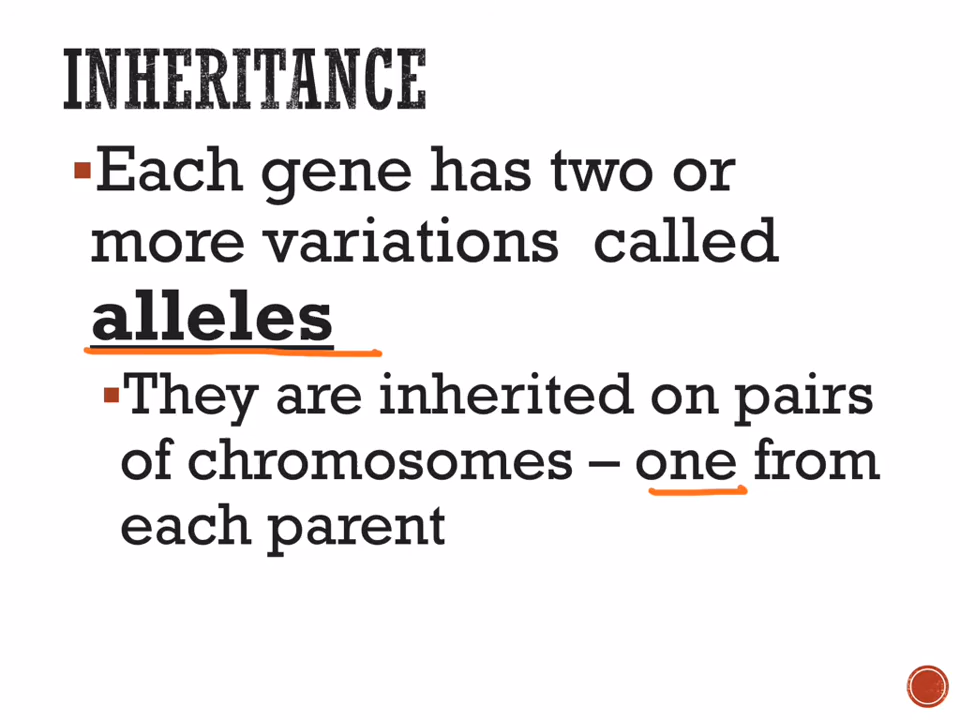 INHERITANCE
▪Each gene has two or
more variations called
alleles
▪They are inherited on pairs
of chromosomes – one from
each parent